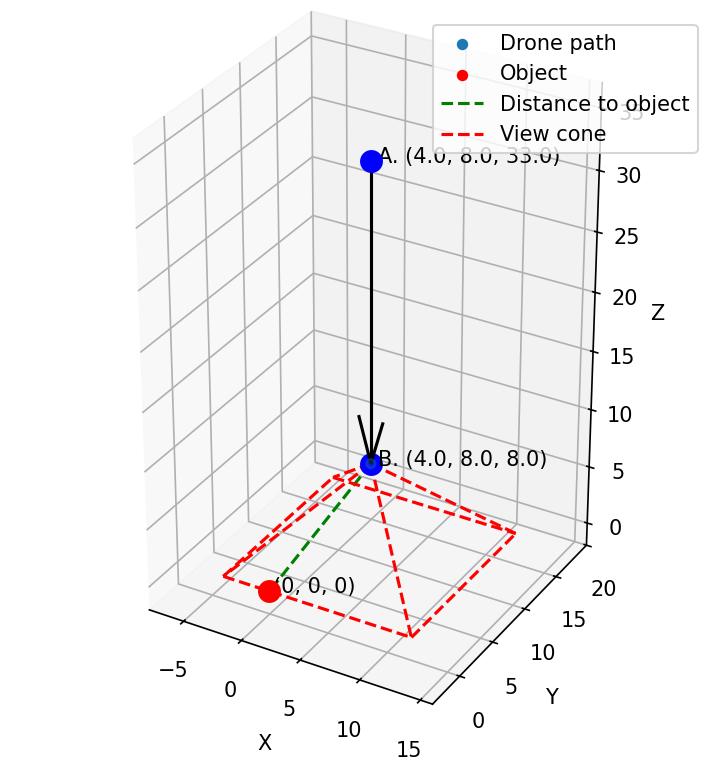 Drone path
Object
Distance to object
View cone
A. (4.0, 8.0, 33.0)
B. (4.0, 8.0, 8.0)
(0, 0, 0)
35
30
25
20
15
10
5
0
Z
20
15
10
5
0
Y
−5
0
5
10
15
X